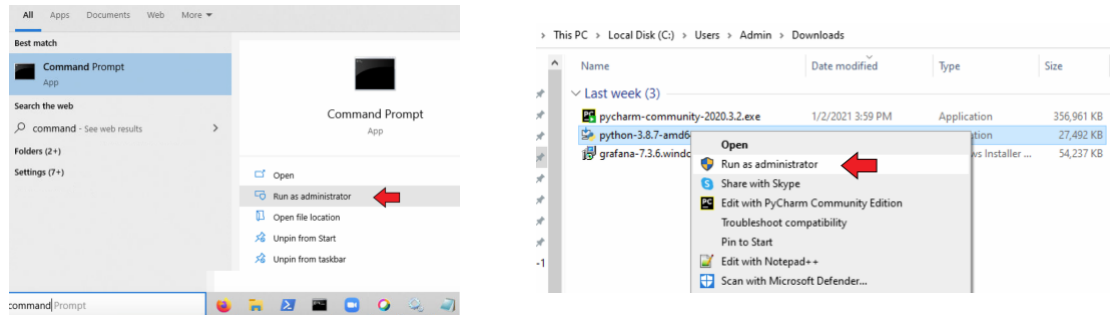 All Apps Documents Web More
Best match
Command Prompt
App
Search the web
command - See web results
Folders (2+)
Settings (7+)
Command Prompt
App
Open
Run as administrator
Open file location
Unpin from Start
Unpin from taskbar
command Prompt
This PC > Local Disk (C:) > Users > Admin > Downloads
Name Date modified Type Size
Last week (3)
pycharm-community-2020.3.2.exe 1/2/2021 3:59 PM Application 356,961 KB
python-3.8.7-amd6 27,492 KB
grafana-7.3.6.windo Installer ... 54,237 KB
Open
Run as administrator
Share with Skype
Edit with PyCharm Community Edition
Troubleshoot compatibility
Pin to Start
Edit with Notepad++
Scan with Microsoft Defender...
-1